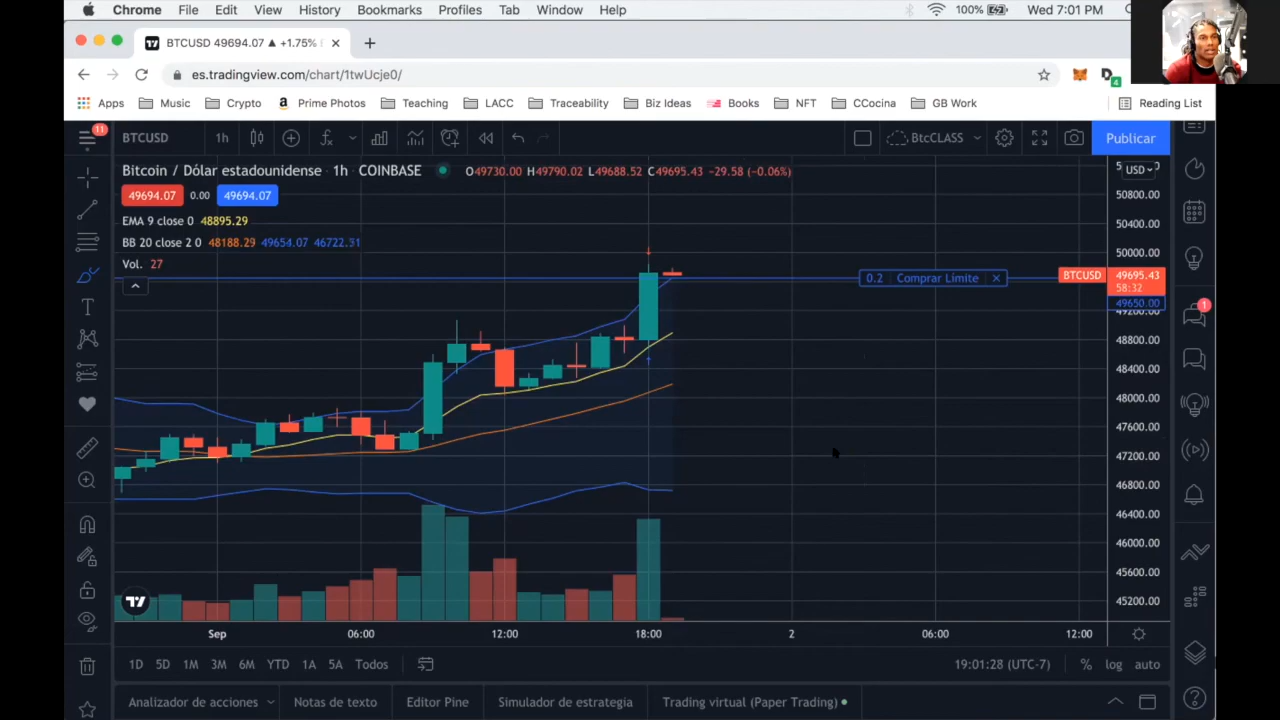 Chrome File Edit View History Bookmarks Profiles Tab Window Help 100% Wed 7:01 PM
BTCUSD 49694.07 ▲ +1.75%
es.tradingview.com/chart/1twUcje0/
4
Apps Music Crypto Prime Photos Teaching LACC Traceability Biz Ideas Books NFT CCocina GB Work Reading List
11
BTCUSD 1h BtcCLASS Publicar
Bitcoin / Dólar estadounidense · 1h · COINBASE O49730.00 H49790.02 L49688.52 C49695.43 -29.58 (-0.06%)
USD
49694.07 0.00 49694.07
50800.00
EMA 9 close 0 48895.29
50400.00
BB 20 close 2 0 48188.29 49654.07 46722.31
50000.00
Vol. 27
0.2 Comprar Límite ×
BTCUSD 49695.43
58:32
49650.00
49200.00
1
48800.00
48400.00
48000.00
47600.00
47200.00
46800.00
46400.00
46000.00
45600.00
45200.00
Sep 06:00 12:00 18:00 2 06:00 12:00
1D 5D 1M 3M 6M YTD 1A 5A Todos 19:01:28 (UTC-7) % log auto
Analizador de acciones Notas de texto Editor Pine Simulador de estrategia Trading virtual (Paper Trading)